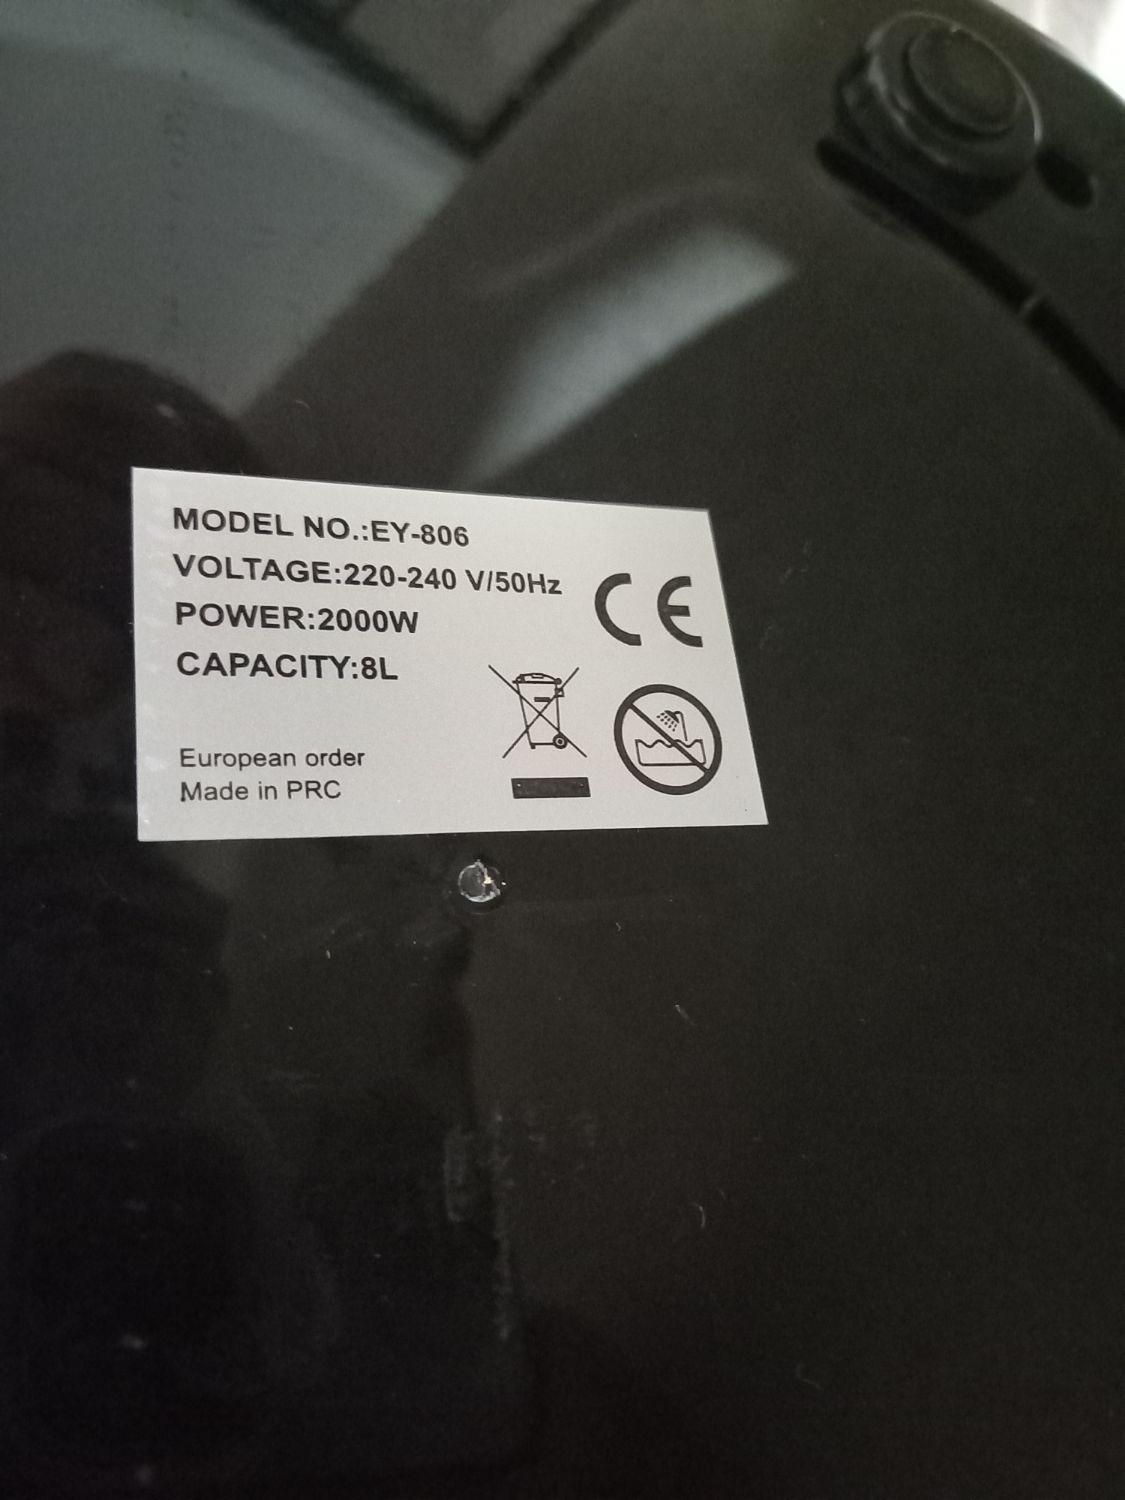 MODEL NO.:EY-806
VOLTAGE:220-240 V/50Hz
POWER:2000W
CAPACITY:8L
CE
European order
Made in PRC